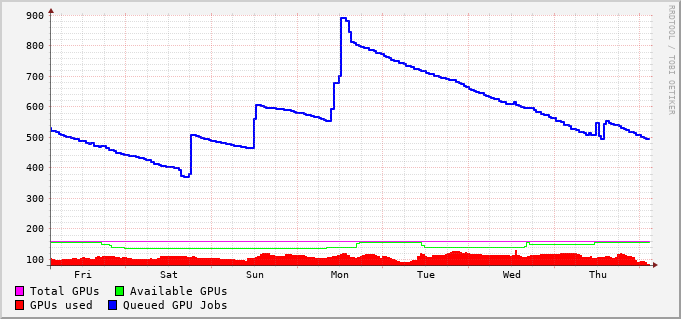 900
800
700
600
500
400
300
200
100
Fri Sat Sun Mon Tue Wed Thu
Total GPUs Available GPUs
GPUs used Queued GPU Jobs
RRDTOOL / TOBI OETIKER